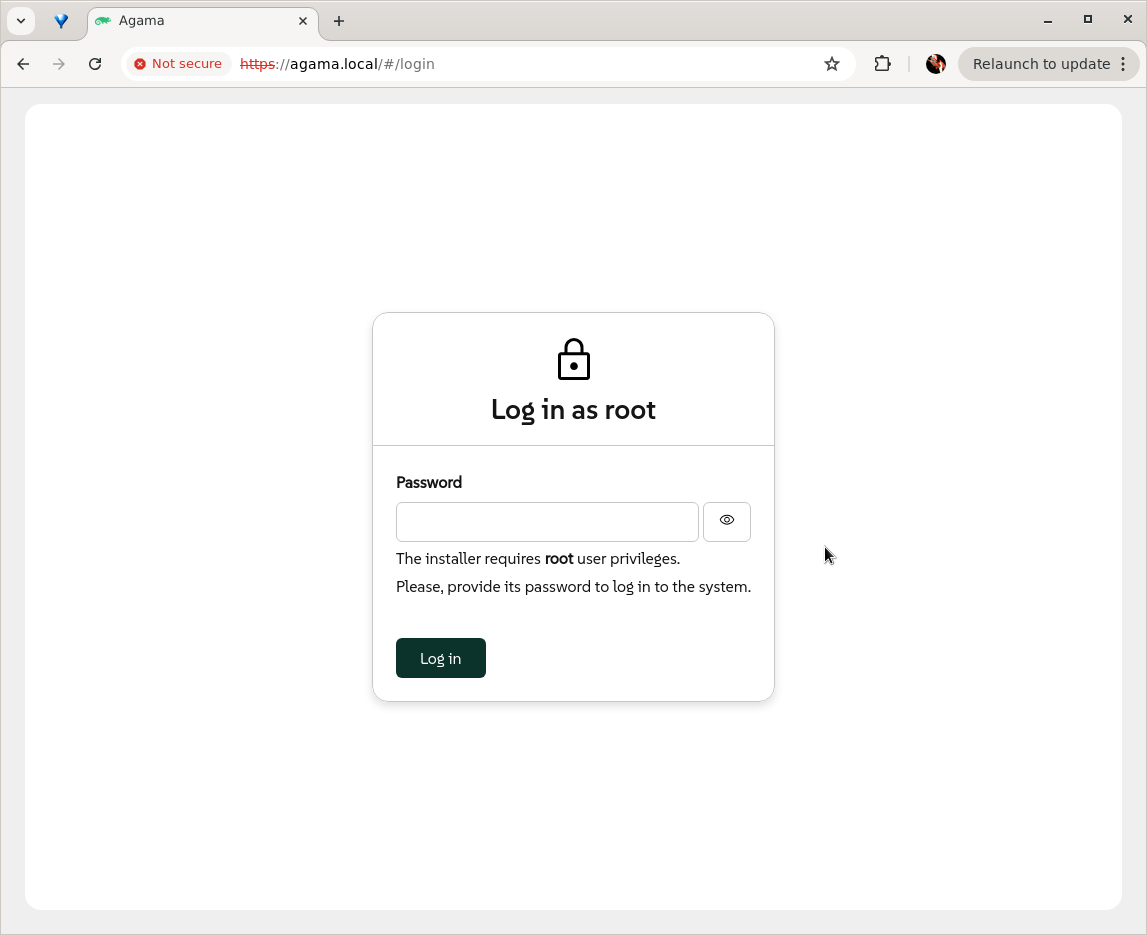 Agama
Not secure
https://agama.local/#/login
Relaunch to update
Log in as root
Password
The installer requires root user privileges.
Please, provide its password to log in to the system.
Log in